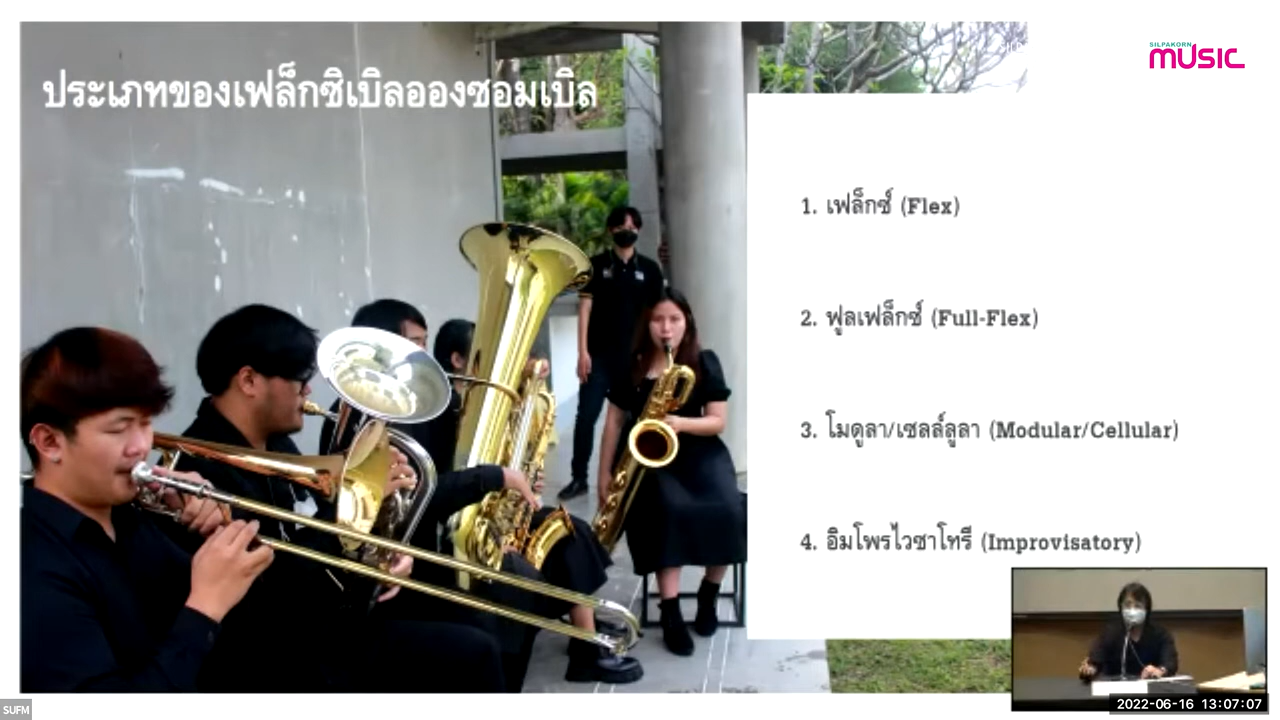 SILPAKORN
MUSIC
ประเภทของเฟล็กซิเบิลอองซอมเบิล
1. เฟล็กซ์ (Flex)
2. ฟูลเฟล็กซ์ (Full-Flex)
3. โมดูลา/เซลล์ลูลา (Modular/Cellular)
4. อิมโพรไวซาโทรี (Improvisatory)
2022-06-16 13:07:07
SUFM